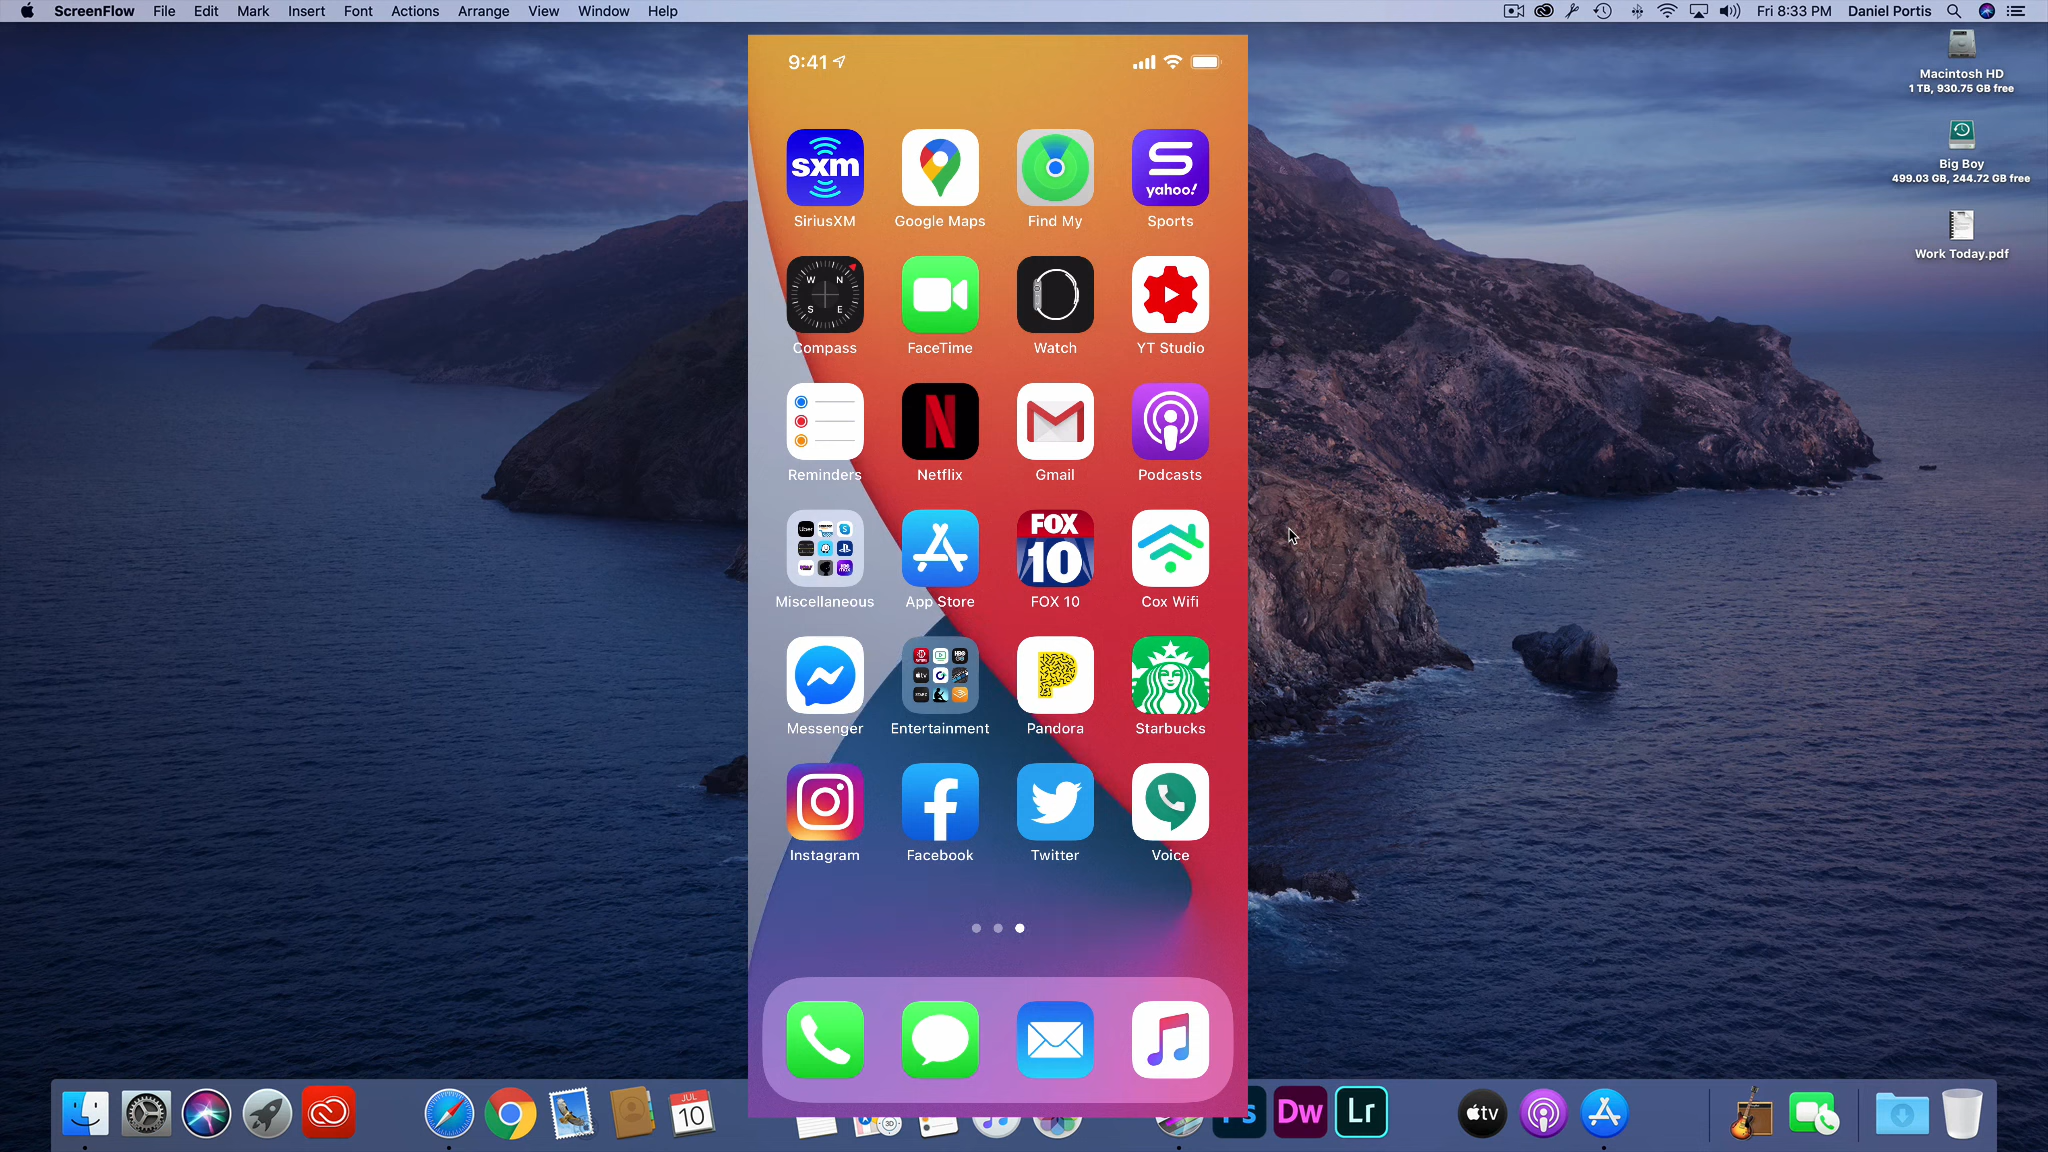 ScreenFlow File Edit Mark Insert Font Actions Arrange View Window Help
Fri 8:33 PM Daniel Portis
9:41
Macintosh HD
1 TB, 930.75 GB free
Big Boy
499.03 GB, 244.72 GB free
Work Today.pdf
sxm
S
yahoo!
SiriusXM Google Maps Find My Sports
W N
S E
Compass FaceTime Watch YT Studio
N
Reminders Netflix Gmail Podcasts
Uber
FOX
10
Miscellaneous App Store FOX 10 Cox Wifi
P
Messenger Entertainment Pandora Starbucks
f
Instagram Facebook Twitter Voice
JUL
10
3D
Ps
Dw
Lr
tv